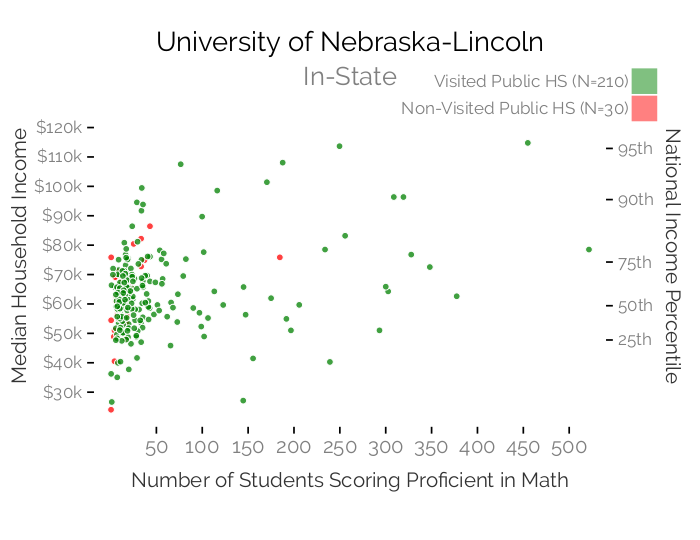 University of Nebraska-Lincoln
In-State
Visited Public HS (N=210)
Non-Visited Public HS (N=30)
Median Household Income
$120k
$110k
$100k
$90k
$80k
$70k
$60k
$50k
$40k
$30k
95th
90th
75th
50th
25th
National Income Percentile
50 100 150 200 250 300 350 400 450 500
Number of Students Scoring Proficient in Math